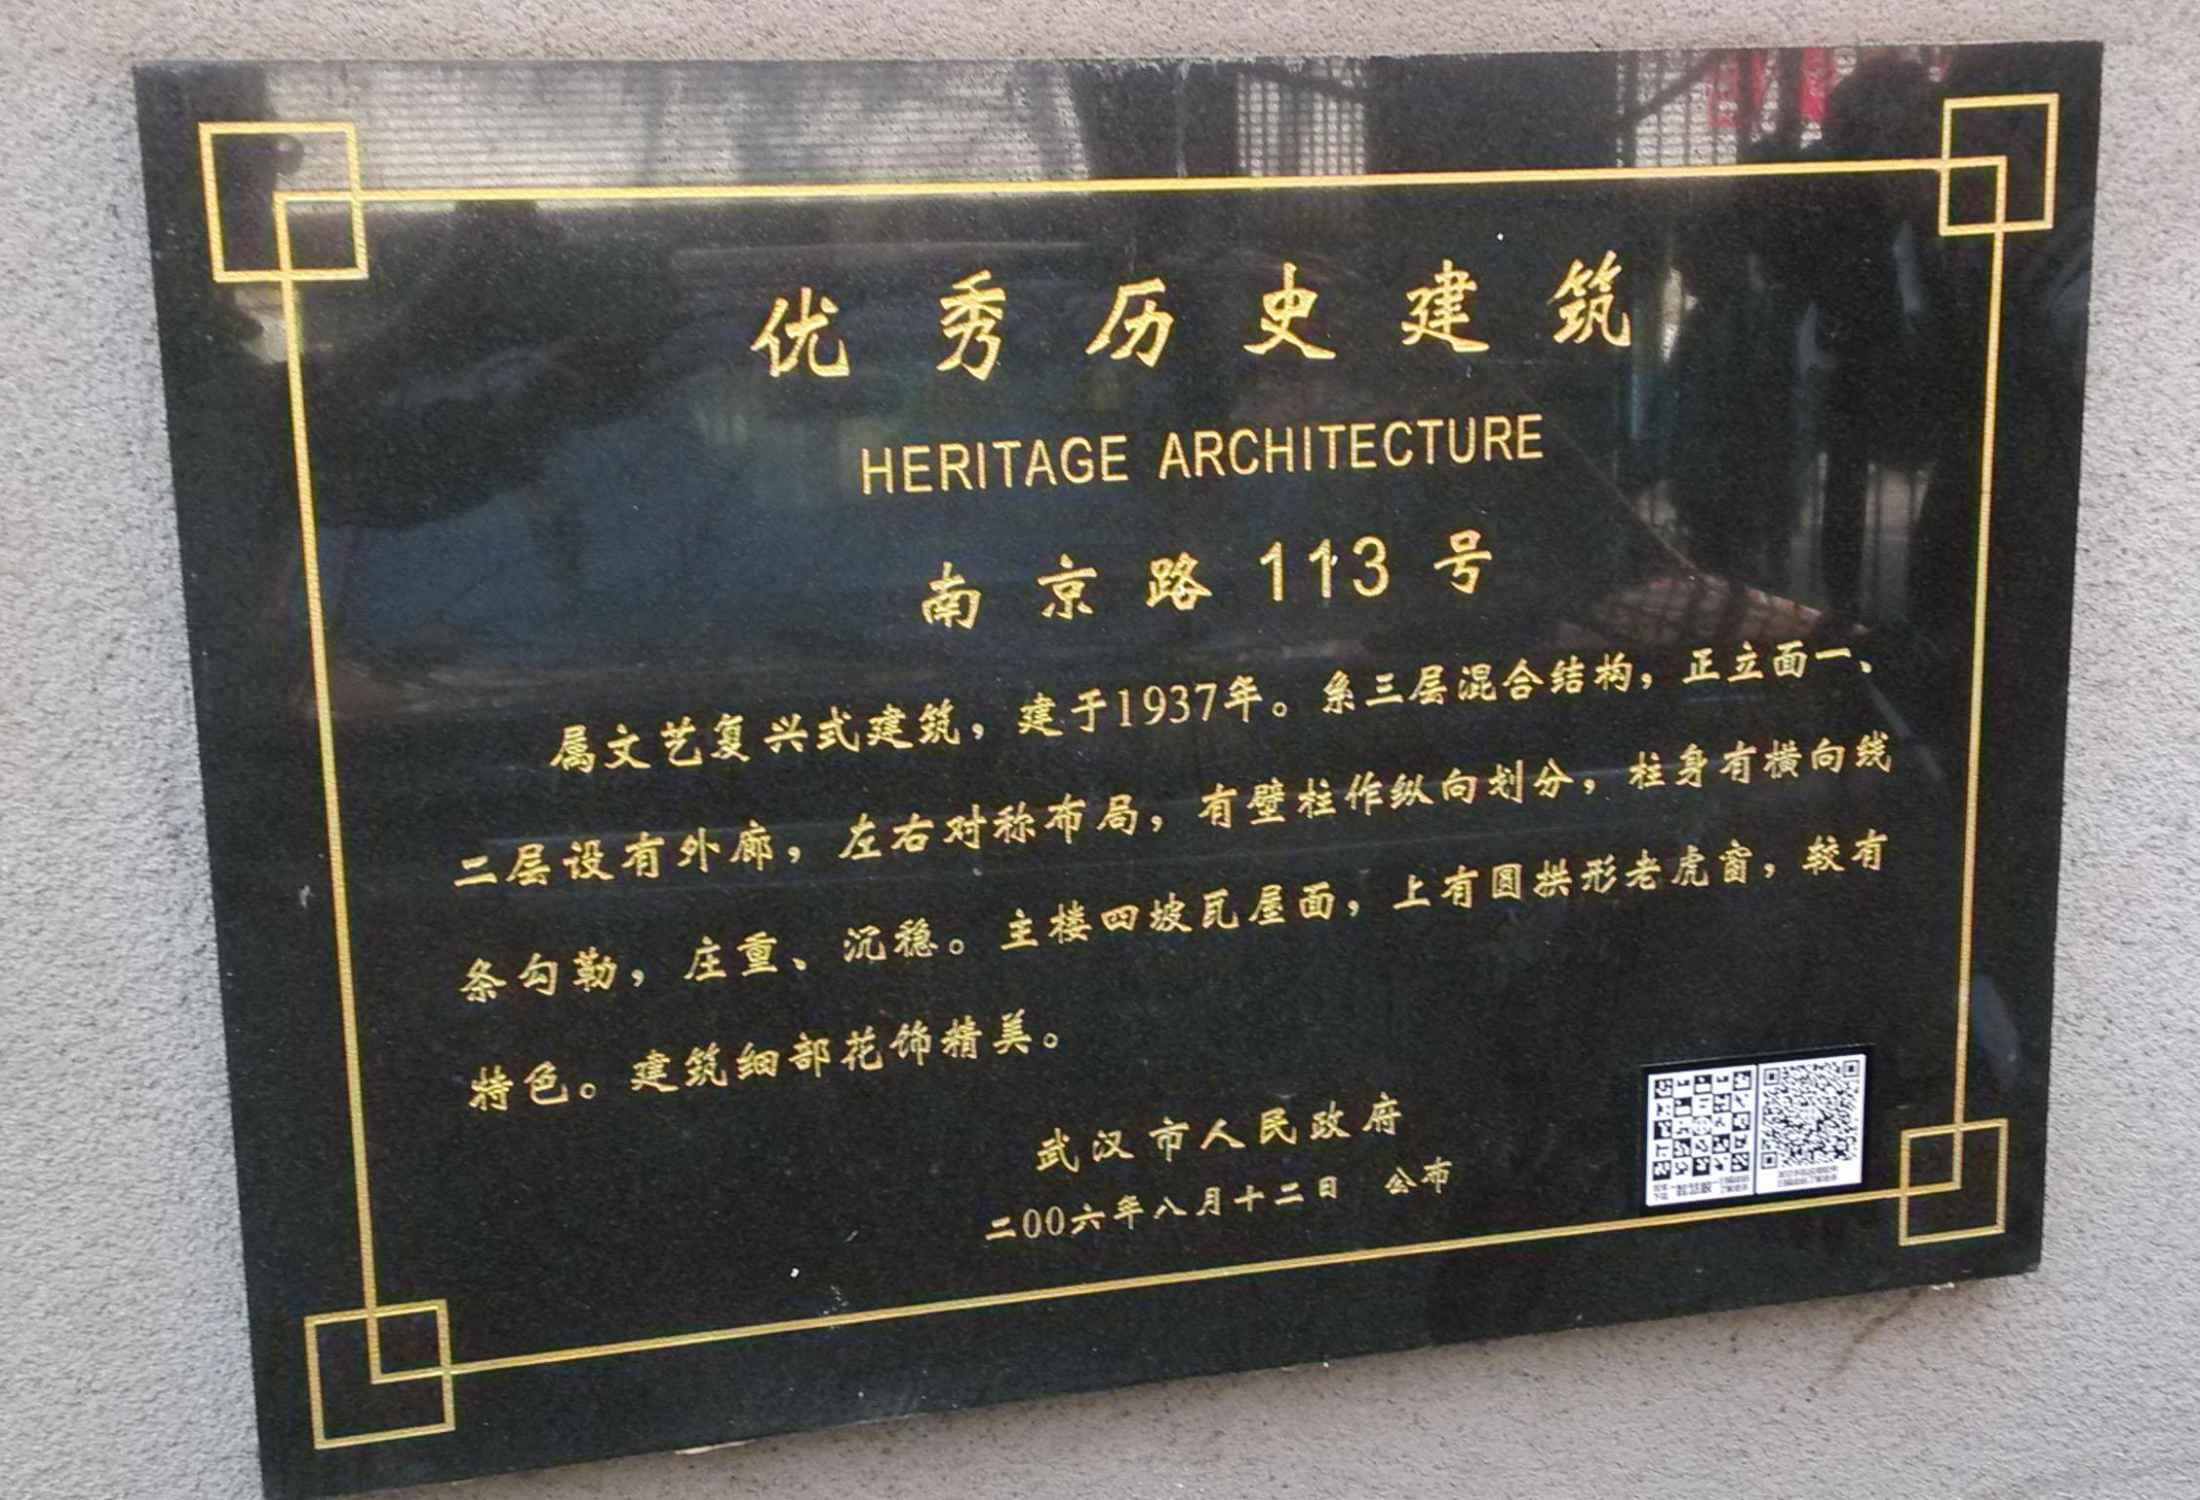 优秀历史建筑
HERITAGE ARCHITECTURE
南京路 113 号
属文艺复兴式建筑，建于1937年。系三层混合结构，正立面一、
二层设有外廊，左右对称布局，有壁柱作纵向划分，柱身有横向线
条勾勒，庄重、沉稳。主楼四坡瓦屋面，上有圆拱形老虎窗，较有
特色。建筑细部花饰精美。
武汉市人民政府
二00六年八月十二日 公布